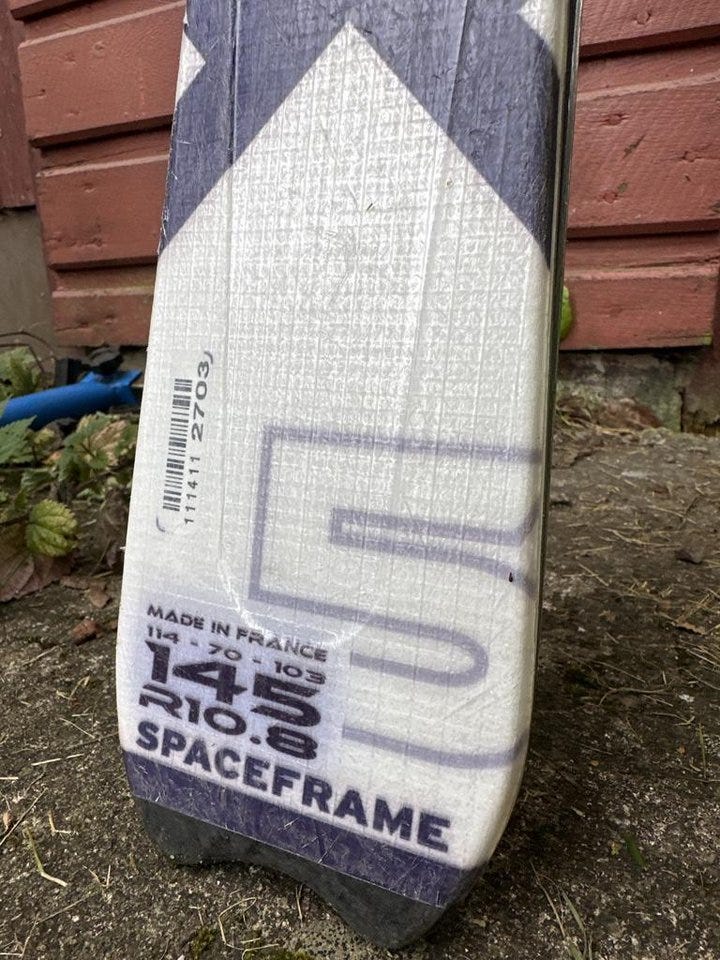 111411 2703
MADE IN FRANCE
114 - 70 - 103
145
R10.8
SPACEFRAME